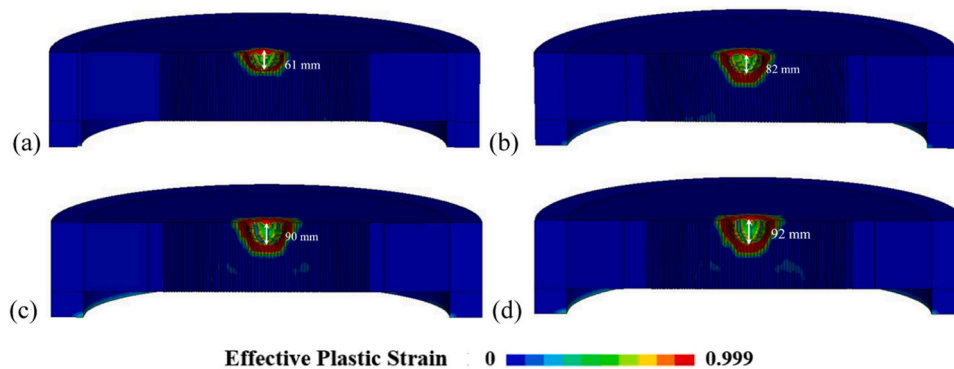 61 mm
(a)
82 mm
(b)
90 mm
(c)
92 mm
(d)
Effective Plastic Strain 0 0.999